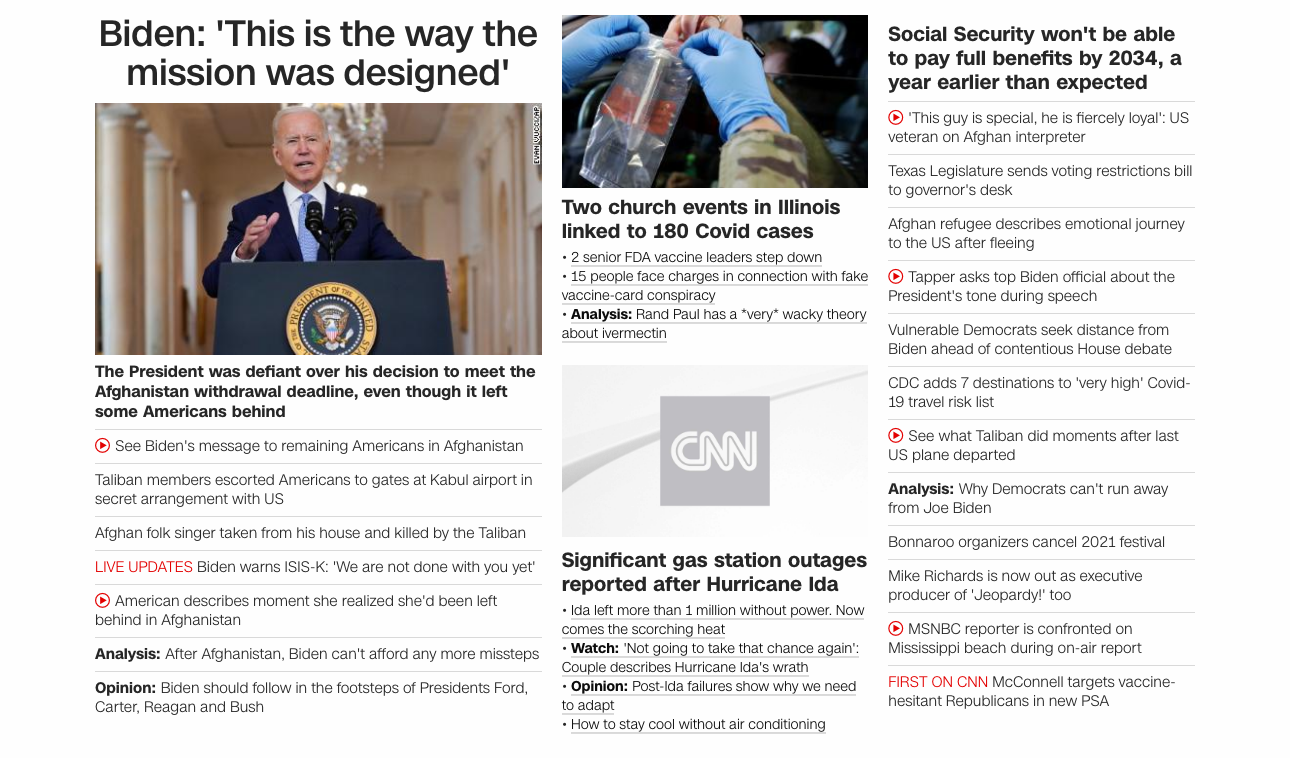 Biden: 'This is the way the
mission was designed'
EVAN VUCCI/AP
The President was defiant over his decision to meet the
Afghanistan withdrawal deadline, even though it left
some Americans behind
See Biden's message to remaining Americans in Afghanistan
Taliban members escorted Americans to gates at Kabul airport in
secret arrangement with US
Afghan folk singer taken from his house and killed by the Taliban
LIVE UPDATES Biden warns ISIS-K: 'We are not done with you yet'
American describes moment she realized she'd been left
behind in Afghanistan
Analysis: After Afghanistan, Biden can't afford any more missteps
Opinion: Biden should follow in the footsteps of Presidents Ford,
Carter, Reagan and Bush
Two church events in Illinois
linked to 180 Covid cases
• 2 senior FDA vaccine leaders step down
• 15 people face charges in connection with fake
vaccine-card conspiracy
• Analysis: Rand Paul has a *very* wacky theory
about ivermectin
CNN
Significant gas station outages
reported after Hurricane Ida
• Ida left more than 1 million without power. Now
comes the scorching heat
• Watch: 'Not going to take that chance again':
Couple describes Hurricane Ida's wrath
• Opinion: Post-Ida failures show why we need
to adapt
• How to stay cool without air conditioning
Social Security won't be able
to pay full benefits by 2034, a
year earlier than expected
'This guy is special, he is fiercely loyal': US
veteran on Afghan interpreter
Texas Legislature sends voting restrictions bill
to governor's desk
Afghan refugee describes emotional journey
to the US after fleeing
Tapper asks top Biden official about the
President's tone during speech
Vulnerable Democrats seek distance from
Biden ahead of contentious House debate
CDC adds 7 destinations to 'very high' Covid-
19 travel risk list
See what Taliban did moments after last
US plane departed
Analysis: Why Democrats can't run away
from Joe Biden
Bonnaroo organizers cancel 2021 festival
Mike Richards is now out as executive
producer of 'Jeopardy!' too
MSNBC reporter is confronted on
Mississippi beach during on-air report
FIRST ON CNN McConnell targets vaccine-
hesitant Republicans in new PSA